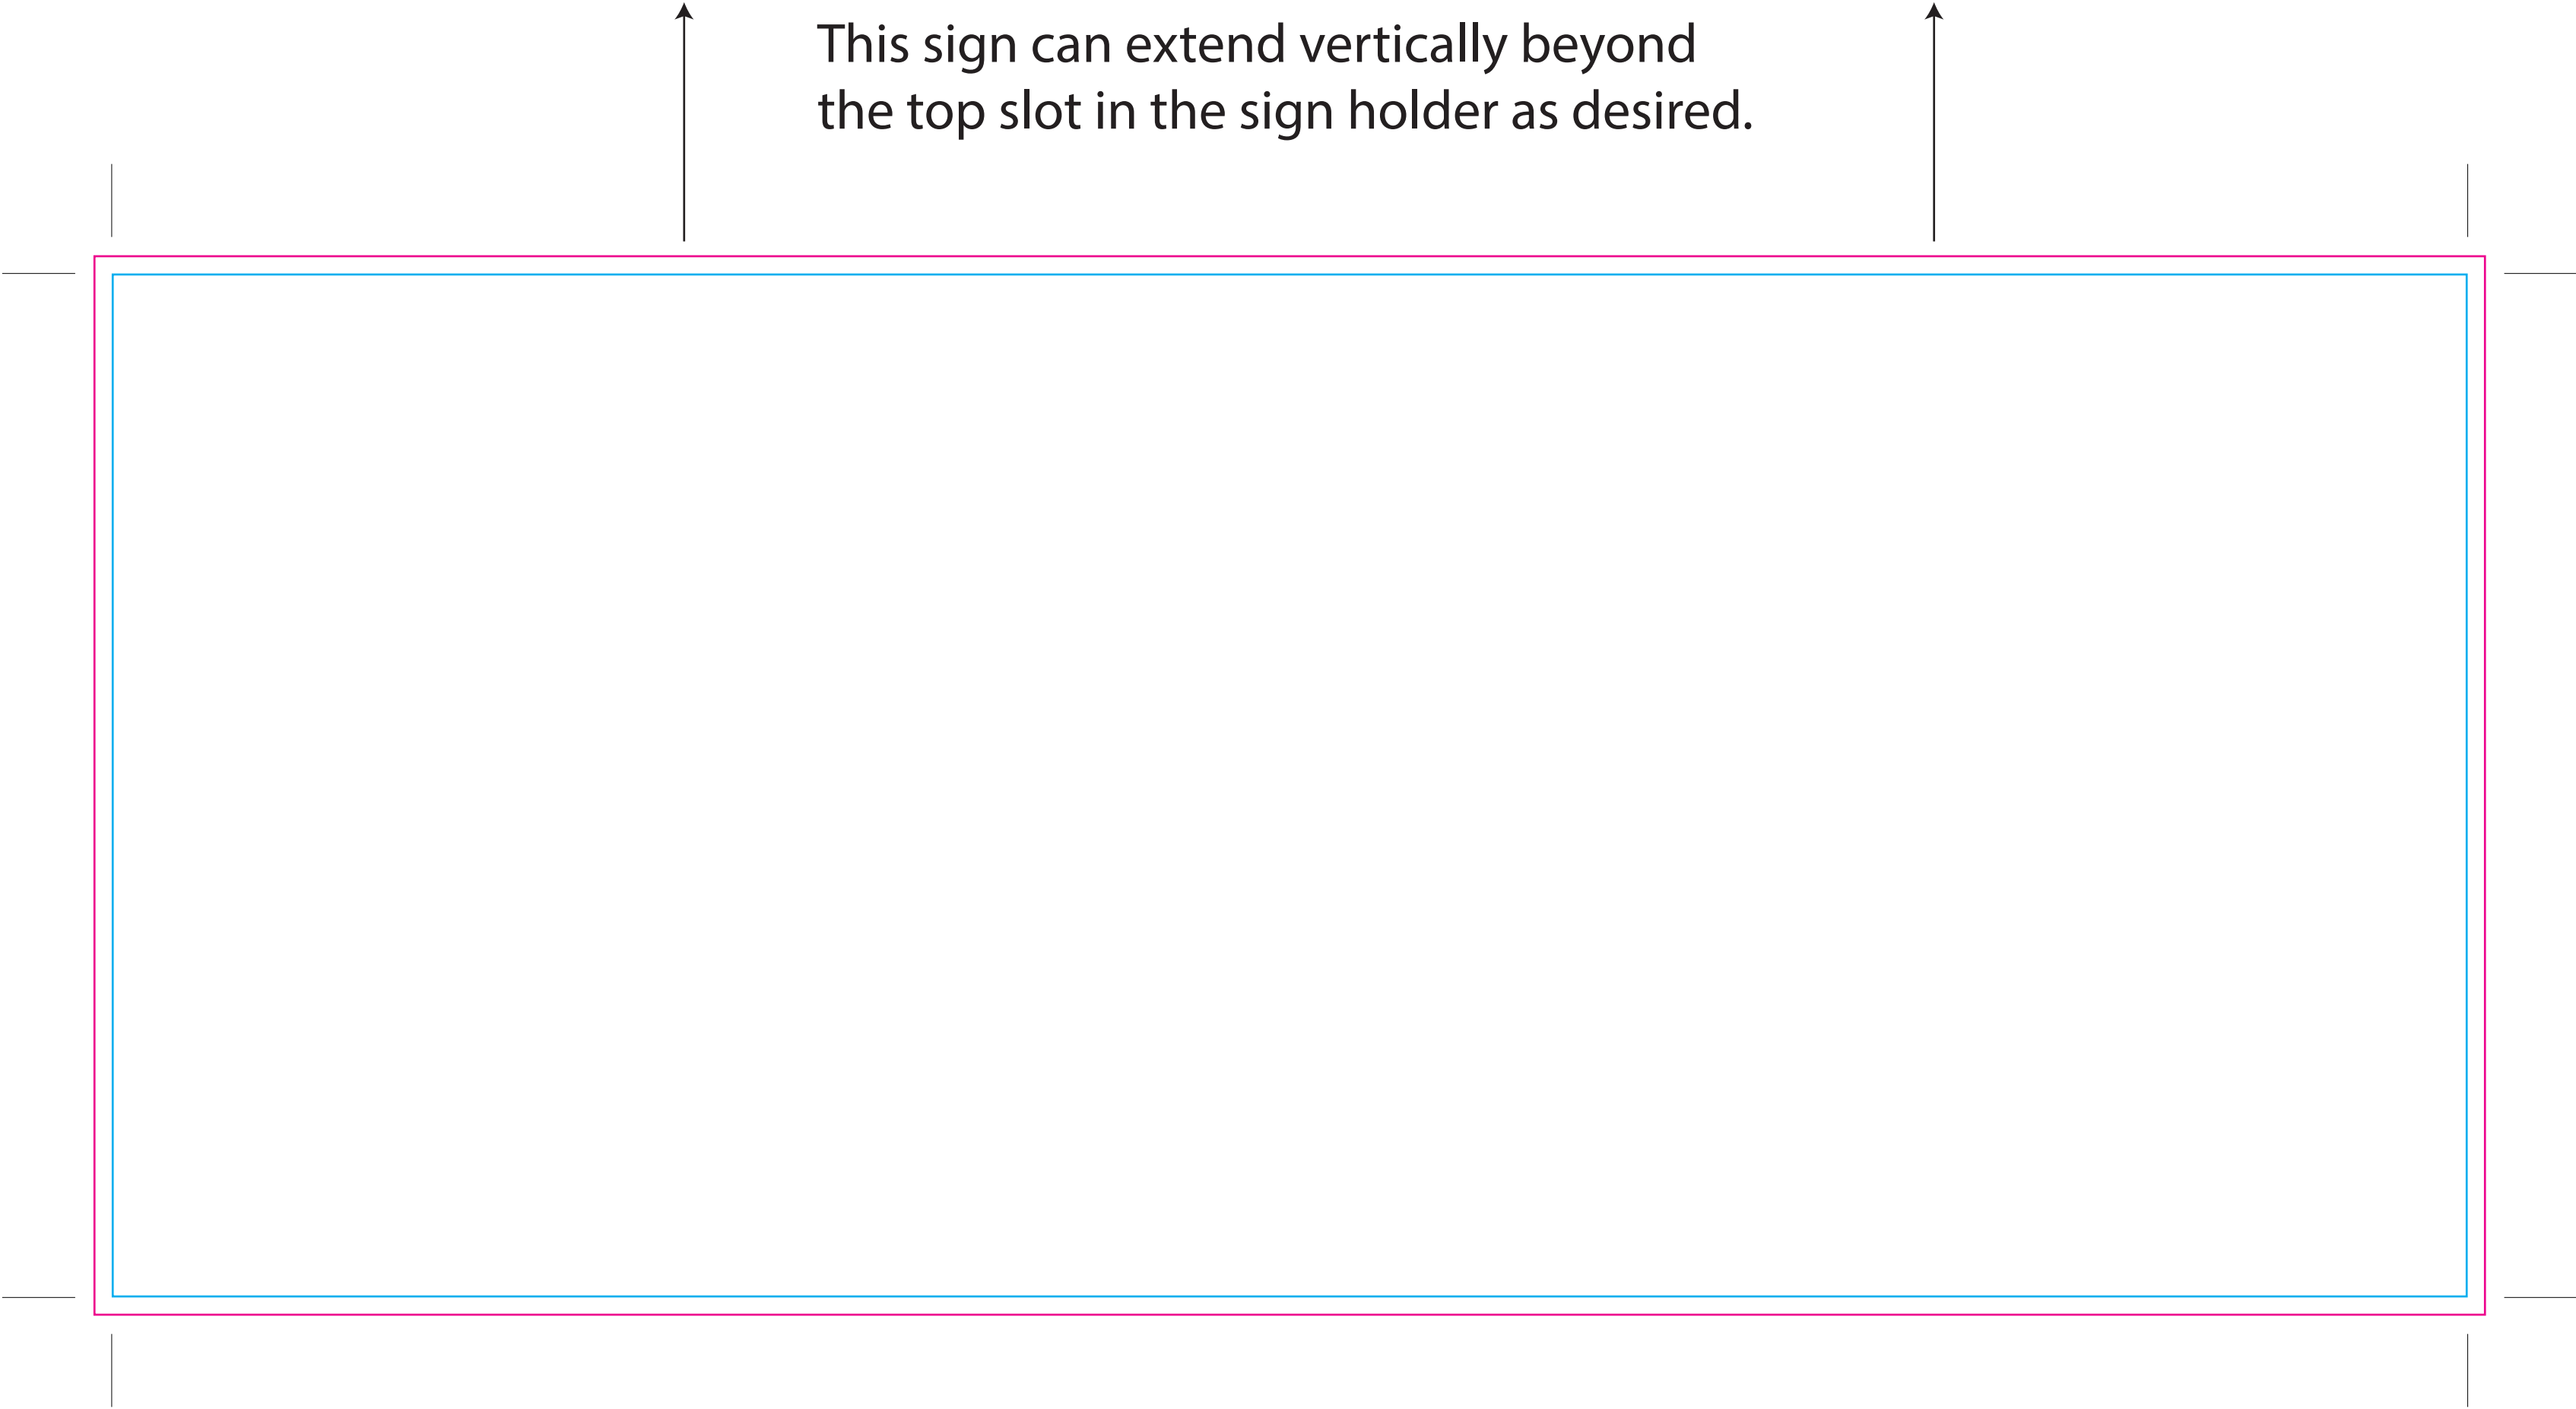 This sign can extend vertically beyond
the top slot in the sign holder as desired.